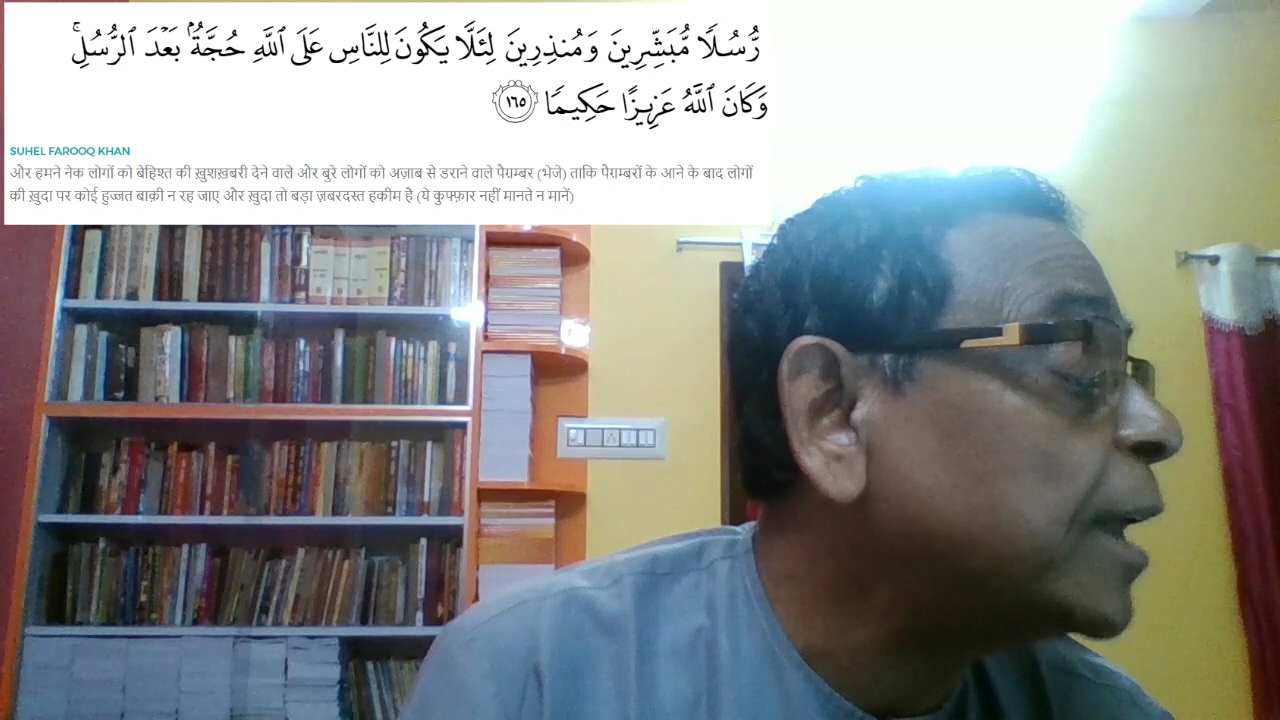 رُّسُلًا مُّبَشِّرِينَ وَمُنذِرِينَ لِئَلَّا يَكُونَ لِلنَّاسِ عَلَى ٱللَّهِ حُجَّةٌۢ بَعْدَ ٱلرُّسُلِ ۚ
وَكَانَ ٱللَّهُ عَزِيزًا حَكِيمًا ١٦٥
SUHEL FAROOQ KHAN
और हमने नेक लोगों को बेहिश्त की ख़ुशख़बरी देने वाले और बुरे लोगों को अज़ाब से डराने वाले पैग़म्बर (भेजे) ताकि पैग़म्बरों के आने के बाद लोगों
की ख़ुदा पर कोई हुज्जत बाक़ी न रह जाए और ख़ुदा तो बड़ा ज़बरदस्त हकीम है (ये कुफ्फ़ार नहीं मानते न मानें)